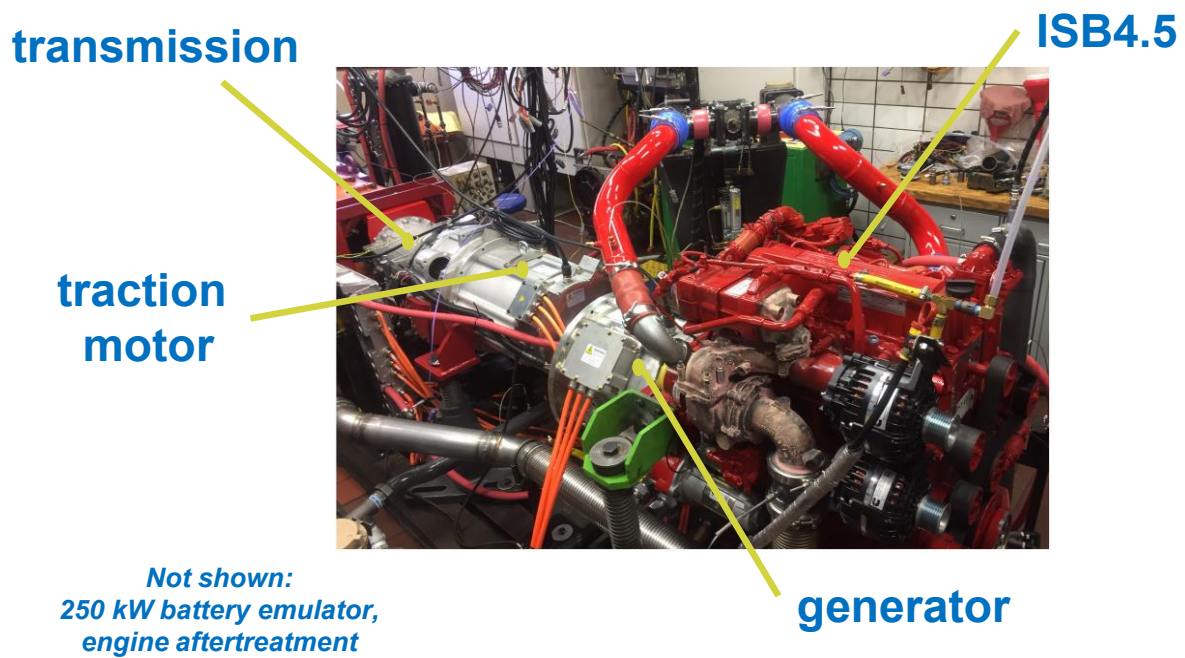 transmission
ISB4.5
traction
motor
generator
Not shown:
250 kW battery emulator,
engine aftertreatment